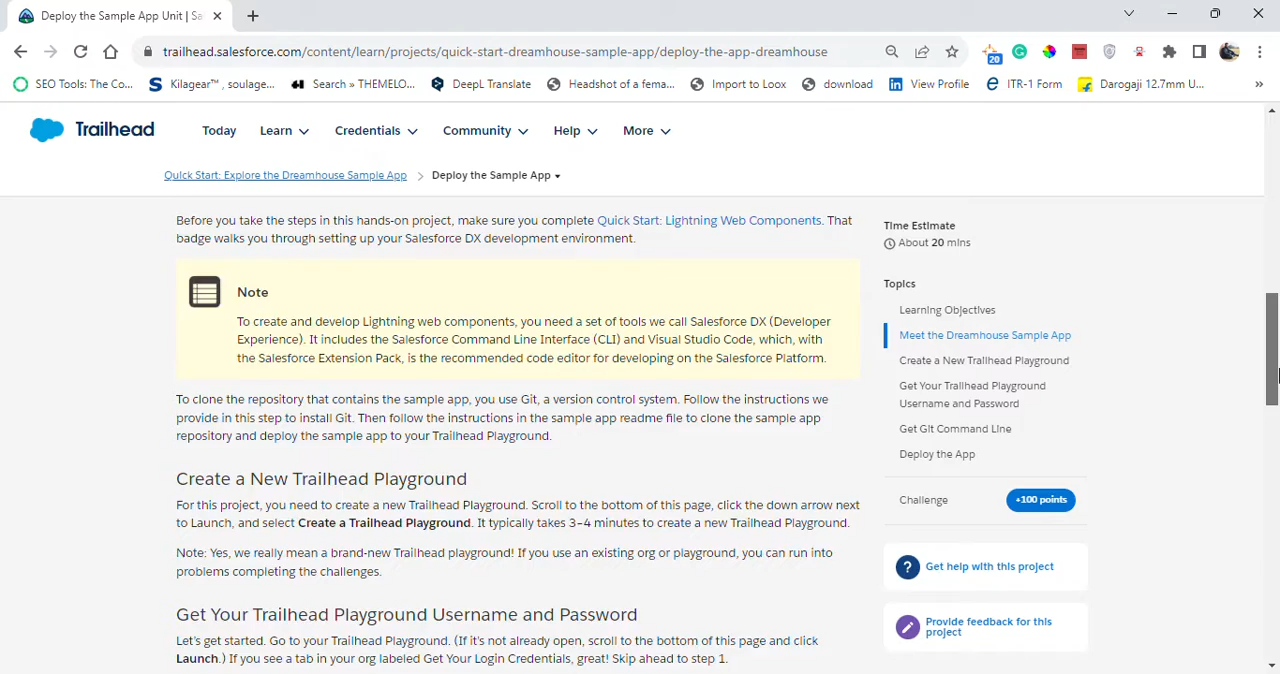 Deploy the Sample App Unit | Sa
trailhead.salesforce.com/content/learn/projects/quick-start-dreamhouse-sample-app/deploy-the-app-dreamhouse
20
SEO Tools: The Co...
Kilagear™, soulage...
Search » THEMELO...
DeepL Translate
Headshot of a fema...
Import to Loox
download
View Profile
ITR-1 Form
Darogaji 12.7mm U...
Trailhead
Today
Learn
Credentials
Community
Help
More
Quick Start: Explore the Dreamhouse Sample App
Deploy the Sample App
Before you take the steps in this hands-on project, make sure you complete Quick Start: Lightning Web Components. That
badge walks you through setting up your Salesforce DX development environment.
Note
To create and develop Lightning web components, you need a set of tools we call Salesforce DX (Developer
Experience). It includes the Salesforce Command Line Interface (CLI) and Visual Studio Code, which, with
the Salesforce Extension Pack, is the recommended code editor for developing on the Salesforce Platform.
To clone the repository that contains the sample app, you use Git, a version control system. Follow the instructions we
provide in this step to install Git. Then follow the instructions in the sample app readme file to clone the sample app
repository and deploy the sample app to your Trailhead Playground.
Create a New Trailhead Playground
For this project, you need to create a new Trailhead Playground. Scroll to the bottom of this page, click the down arrow next
to Launch, and select Create a Trailhead Playground. It typically takes 3–4 minutes to create a new Trailhead Playground.
Note: Yes, we really mean a brand-new Trailhead playground! If you use an existing org or playground, you can run into
problems completing the challenges.
Get Your Trailhead Playground Username and Password
Let's get started. Go to your Trailhead Playground. (If it's not already open, scroll to the bottom of this page and click
Launch.) If you see a tab in your org labeled Get Your Login Credentials, great! Skip ahead to step 1.
Time Estimate
About 20 mins
Topics
Learning Objectives
Meet the Dreamhouse Sample App
Create a New Trailhead Playground
Get Your Trailhead Playground
Username and Password
Get Git Command Line
Deploy the App
Challenge
+100 points
Get help with this project
Provide feedback for this
project